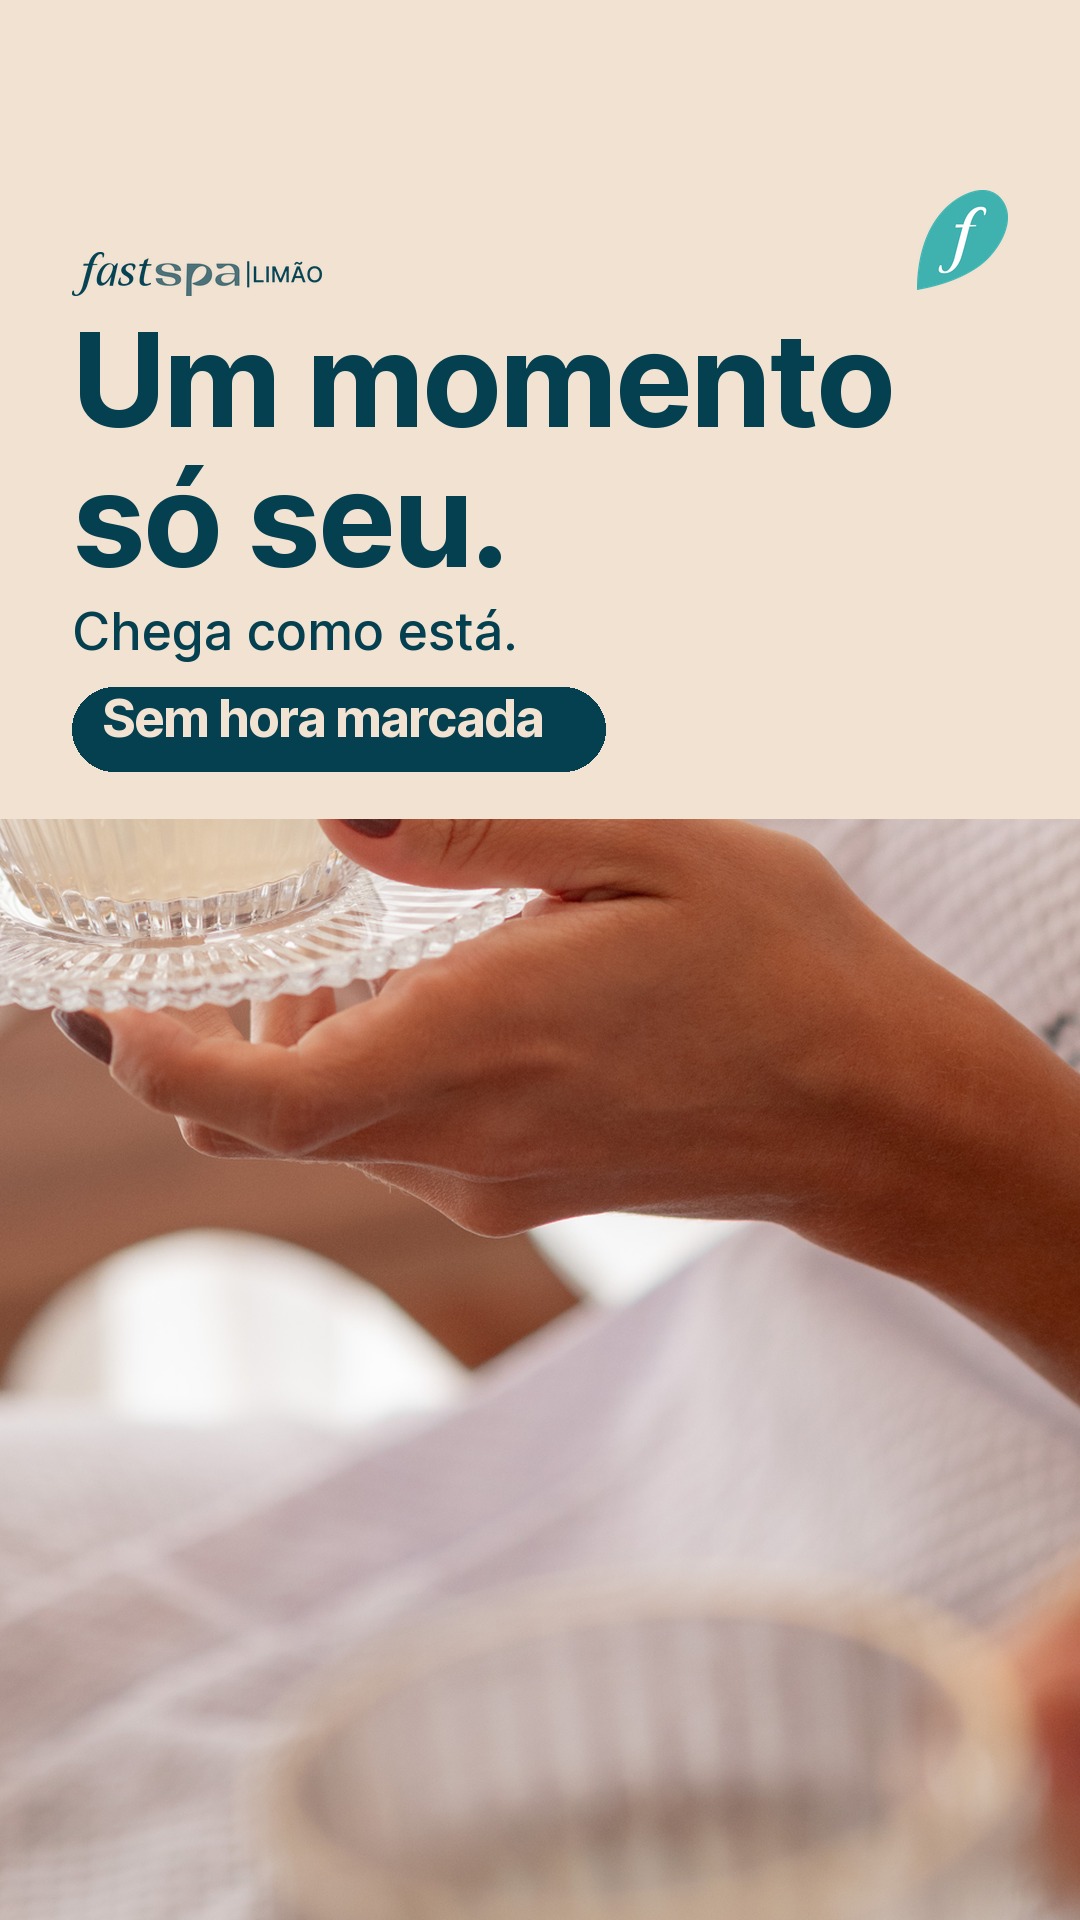 fastspa|LIMÃO
f
Um momento
só seu.
Chega como está.
Sem hora marcada